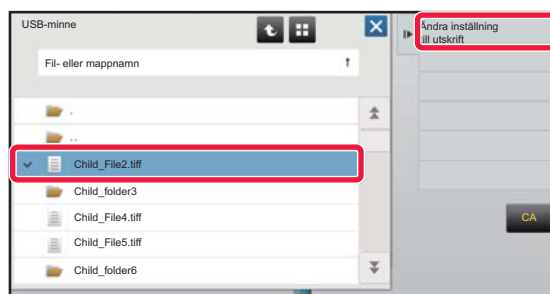 USB-minne
Ändra inställning
till utskrift
Fil- eller mappnamn
.
..
Child_File2.tiff
Child_folder3
Child_File4.tiff
Child_File5.tiff
Child_folder6
CA